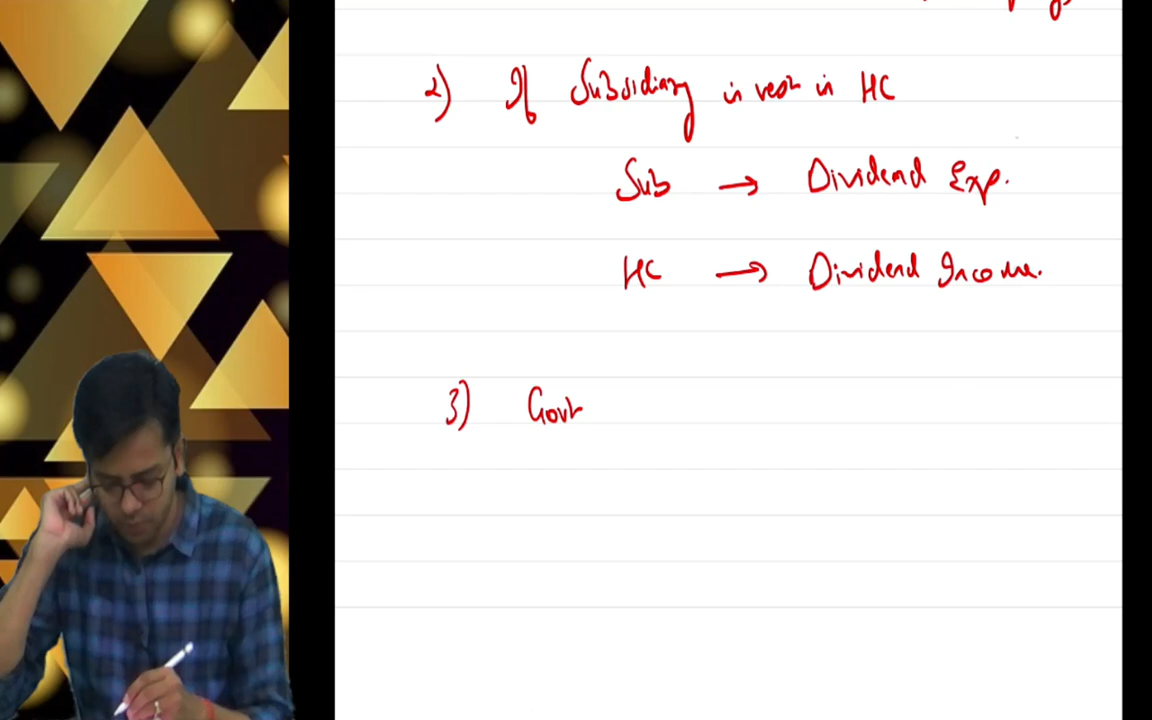 2) If Subsidiary invest in HC
Sub → Dividend Exp.
HC → Dividend Income.
3) Govt